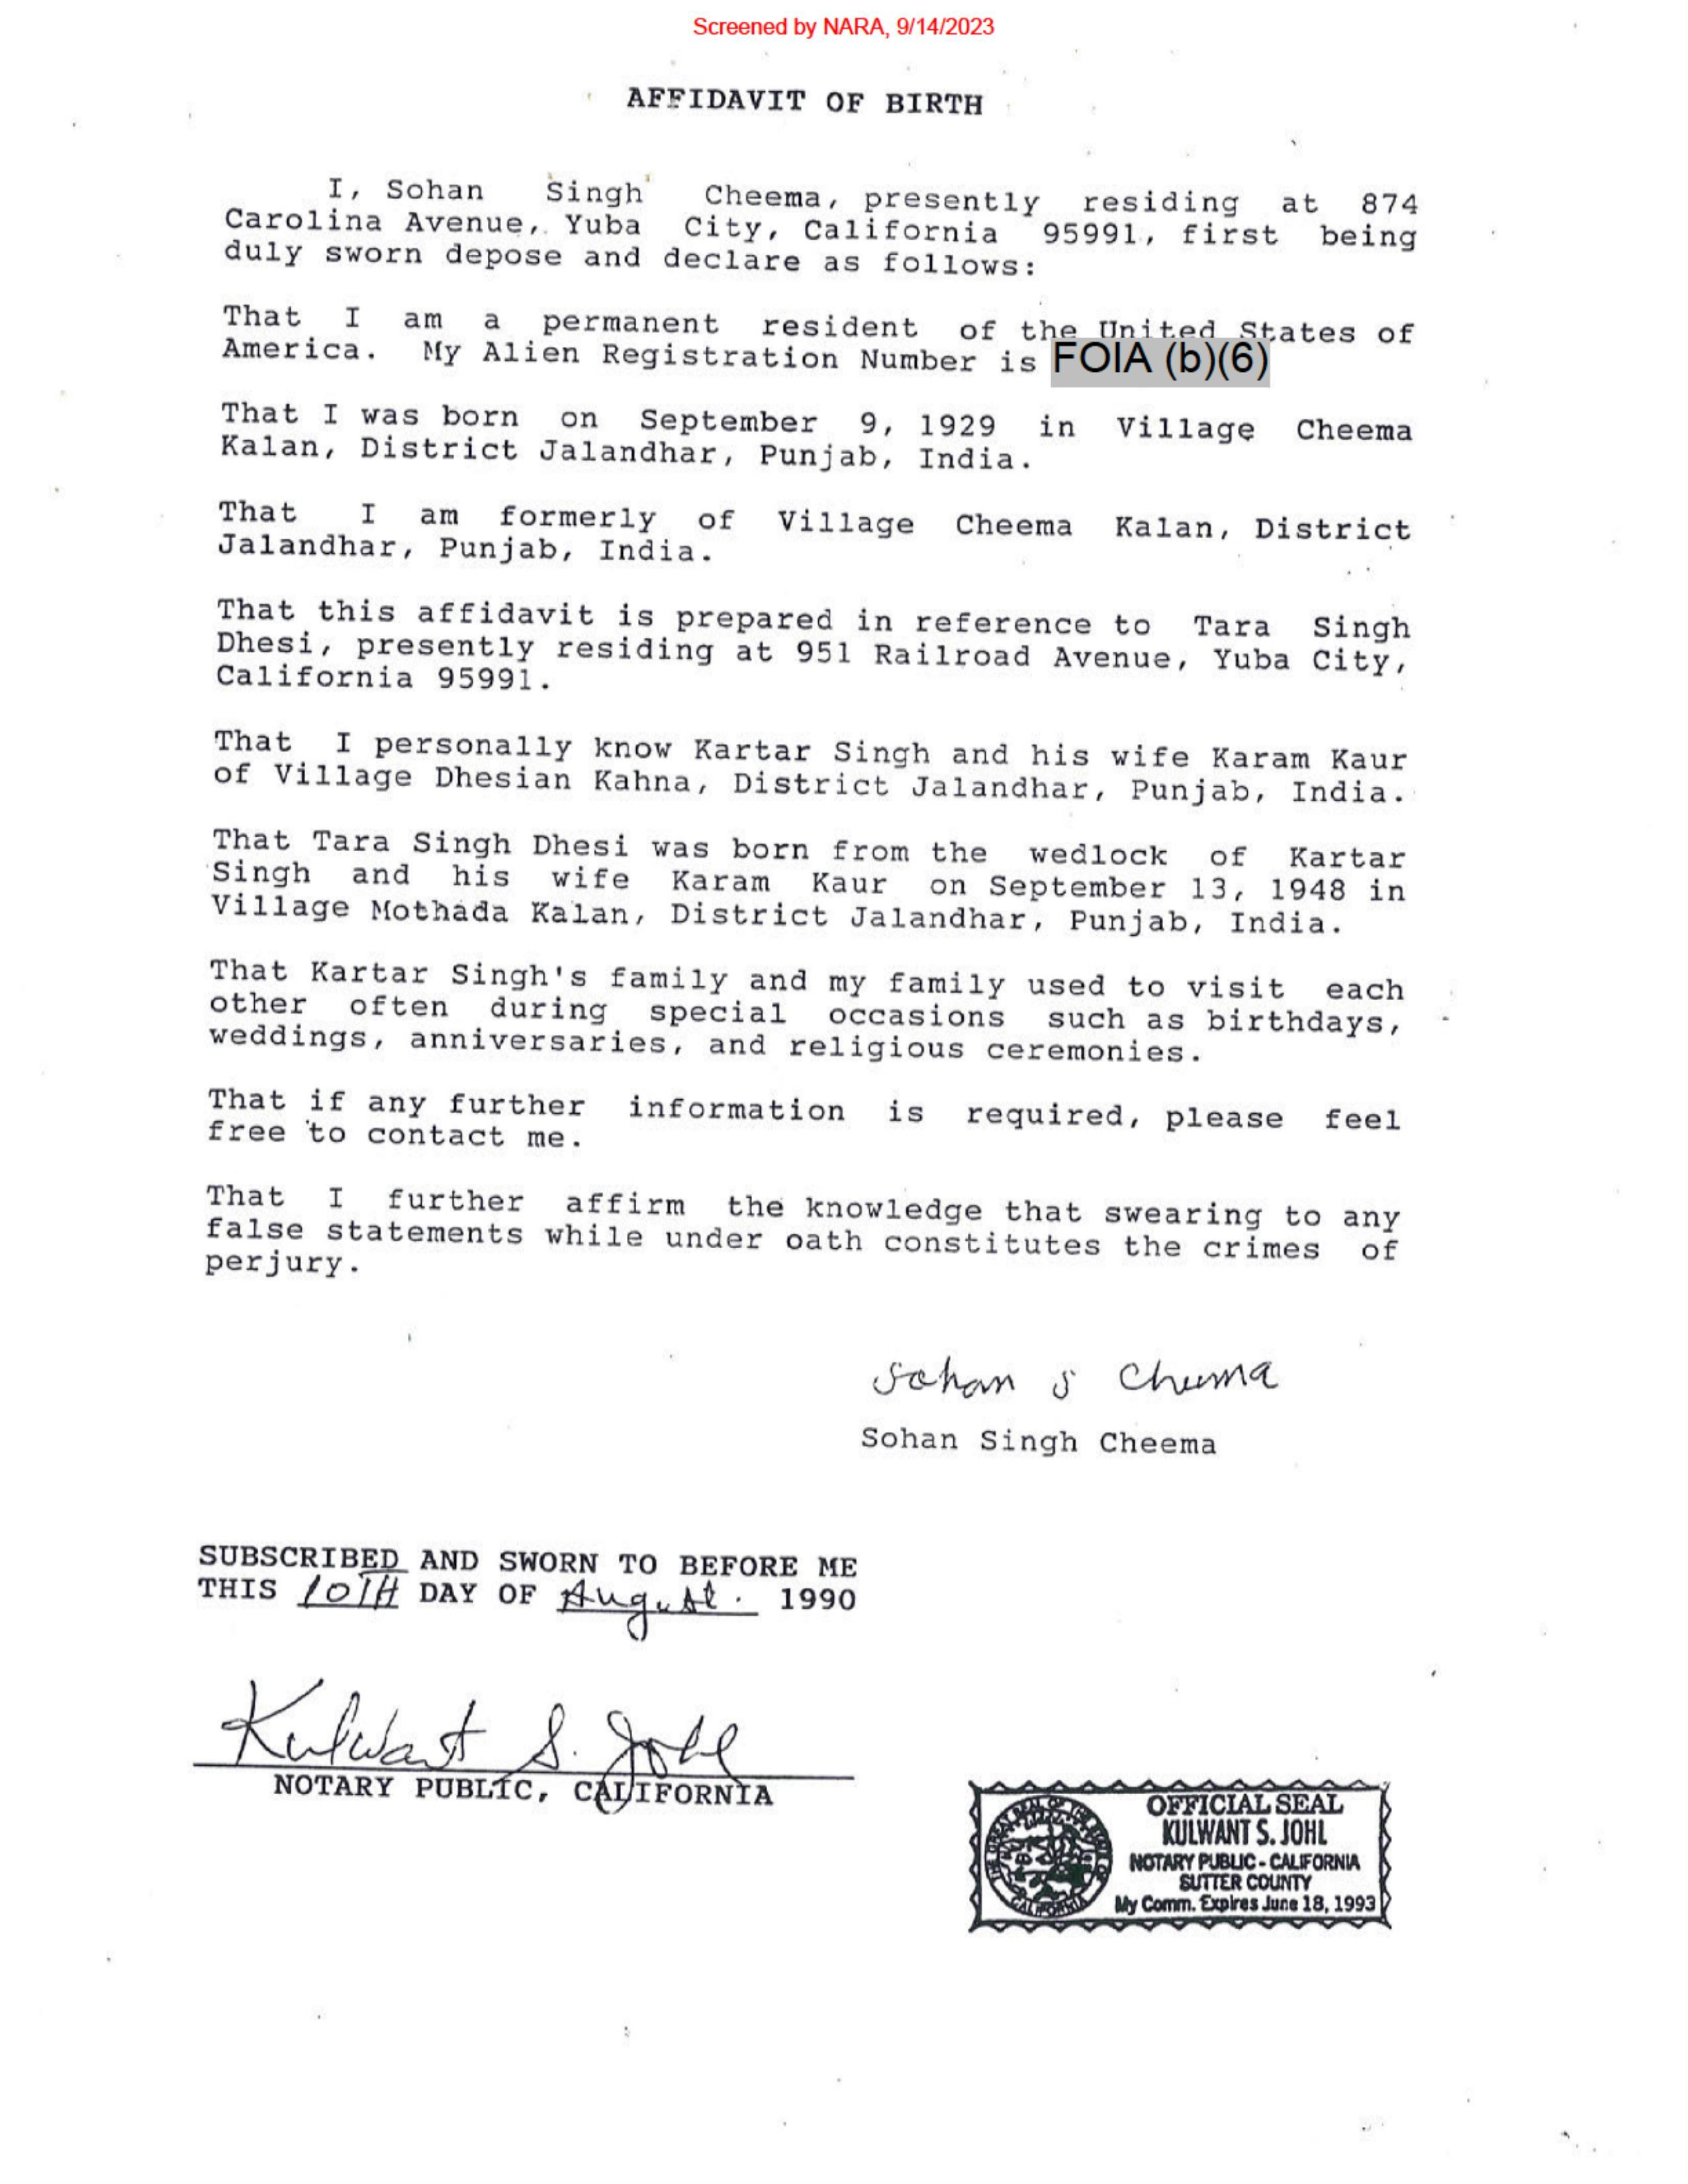 Screened by NARA, 9/14/2023
AFFIDAVIT OF BIRTH
I, Sohan Singh Cheema, presently residing at 874
Carolina Avenue, Yuba City, California 95991, first being
duly sworn depose and declare as follows:
That I am a permanent resident of the United States of
America. My Alien Registration Number is FOIA (b)(6)
That I was born on September 9, 1929 in Village Cheema
Kalan, District Jalandhar, Punjab, India.
That I am formerly of Village Cheema Kalan, District
Jalandhar, Punjab, India.
That this affidavit is prepared in reference to Tara Singh
Dhesi, presently residing at 951 Railroad Avenue, Yuba City,
California 95991.
That I personally know Kartar Singh and his wife Karam Kaur
of Village Dhesian Kahna, District Jalandhar, Punjab, India.
That Tara Singh Dhesi was born from the wedlock of Kartar
Singh and his wife Karam Kaur on September 13, 1948 in
Village Mothada Kalan, District Jalandhar, Punjab, India.
That Kartar Singh's family and my family used to visit each
other often during special occasions such as birthdays,
weddings, anniversaries, and religious ceremonies.
That if any further information is required, please feel
free to contact me.
That I further affirm the knowledge that swearing to any
false statements while under oath constitutes the crimes of
perjury.
Sohan S Cheema
Sohan Singh Cheema
SUBSCRIBED AND SWORN TO BEFORE ME
THIS 10TH DAY OF August. 1990
Kulwant S. Johl
NOTARY PUBLIC, CALIFORNIA
OFFICIAL SEAL
KULWANT S. JOHL
NOTARY PUBLIC - CALIFORNIA
SUTTER COUNTY
My Comm. Expires June 18, 1993